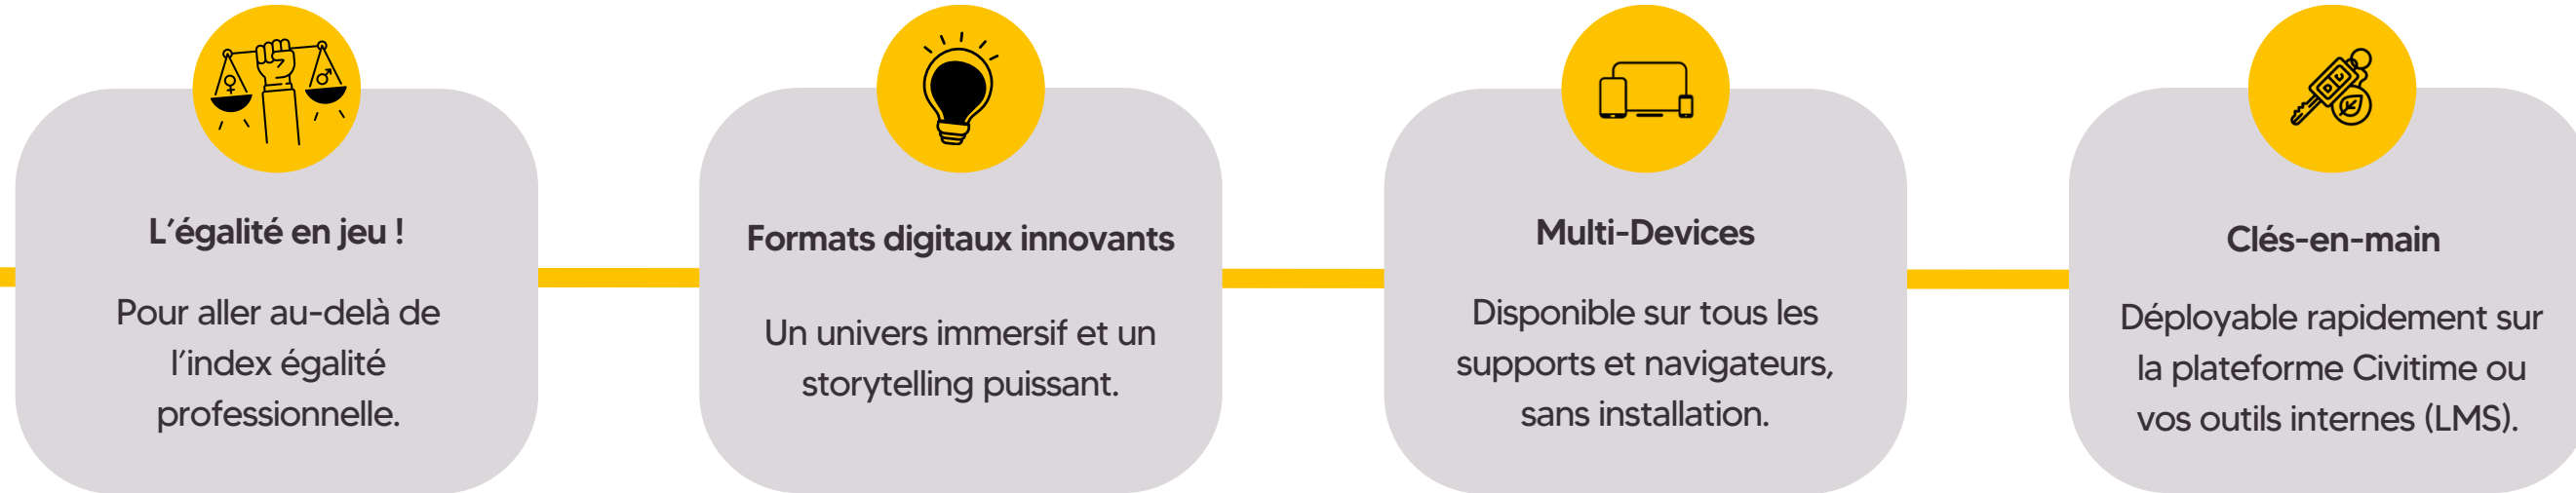 L'égalité en jeu !
Pour aller au-delà de
l'index égalité
professionnelle.
Formats digitaux innovants
Un univers immersif et un
storytelling puissant.
Multi-Devices
Disponible sur tous les
supports et navigateurs,
sans installation.
Clés-en-main
Déployable rapidement sur
la plateforme Civitime ou
vos outils internes (LMS).